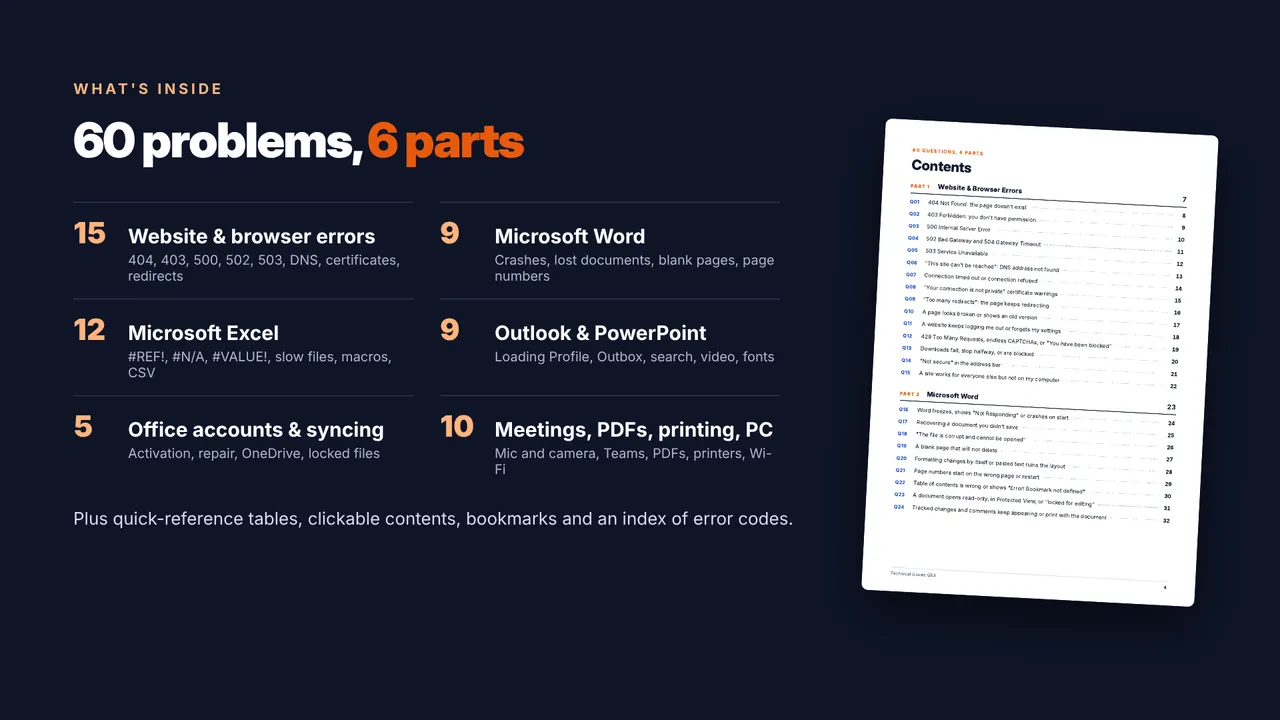 WHAT'S INSIDE
60 problems, 6 parts
15 Website & browser errors
404, 403, 500, 502, 503, DNS, certificates,
redirects
9 Microsoft Word
Crashes, lost documents, blank pages, page
numbers
12 Microsoft Excel
#REF!, #N/A, #VALUE!, slow files, macros,
CSV
9 Outlook & PowerPoint
Loading Profile, Outbox, search, video, fonts
5 Office accounts & syncing
Activation, repair, OneDrive, locked files
10 Meetings, PDFs, printing, PC
Mic and camera, Teams, PDFs, printers, Wi-
Fi
Plus quick-reference tables, clickable contents, bookmarks and an index of error codes.
60 QUESTIONS, 6 PARTS
Contents
PART 1 Website & Browser Errors 7
Q01 404 Not Found: the page doesn't exist 8
Q02 403 Forbidden: you don't have permission 9
Q03 500 Internal Server Error 10
Q04 502 Bad Gateway and 504 Gateway Timeout 11
Q05 503 Service Unavailable 12
Q06 "This site can't be reached": DNS address not found 13
Q07 Connection timed out or connection refused 14
Q08 "Your connection is not private" certificate warnings 15
Q09 "Too many redirects": the page keeps redirecting 16
Q10 A page looks broken or shows an old version 17
Q11 A website keeps logging me out or forgets my settings 18
Q12 429 Too Many Requests, endless CAPTCHAs, or "You have been blocked" 19
Q13 Downloads fail, stop halfway, or are blocked 20
Q14 "Not secure" in the address bar 21
Q15 A site works for everyone else but not on my computer 22
PART 2 Microsoft Word 23
Q16 Word freezes, shows "Not Responding" or crashes on start 24
Q17 Recovering a document you didn't save 25
Q18 "The file is corrupt and cannot be opened" 26
Q19 A blank page that will not delete 27
Q20 Formatting changes by itself or pasted text ruins the layout 28
Q21 Page numbers start on the wrong page or restart 29
Q22 Table of contents is wrong or shows "Error! Bookmark not defined" 30
Q23 A document opens read-only, in Protected View, or "locked for editing" 31
Q24 Tracked changes and comments keep appearing or print with the document 32
Technical Issues Q&A 4